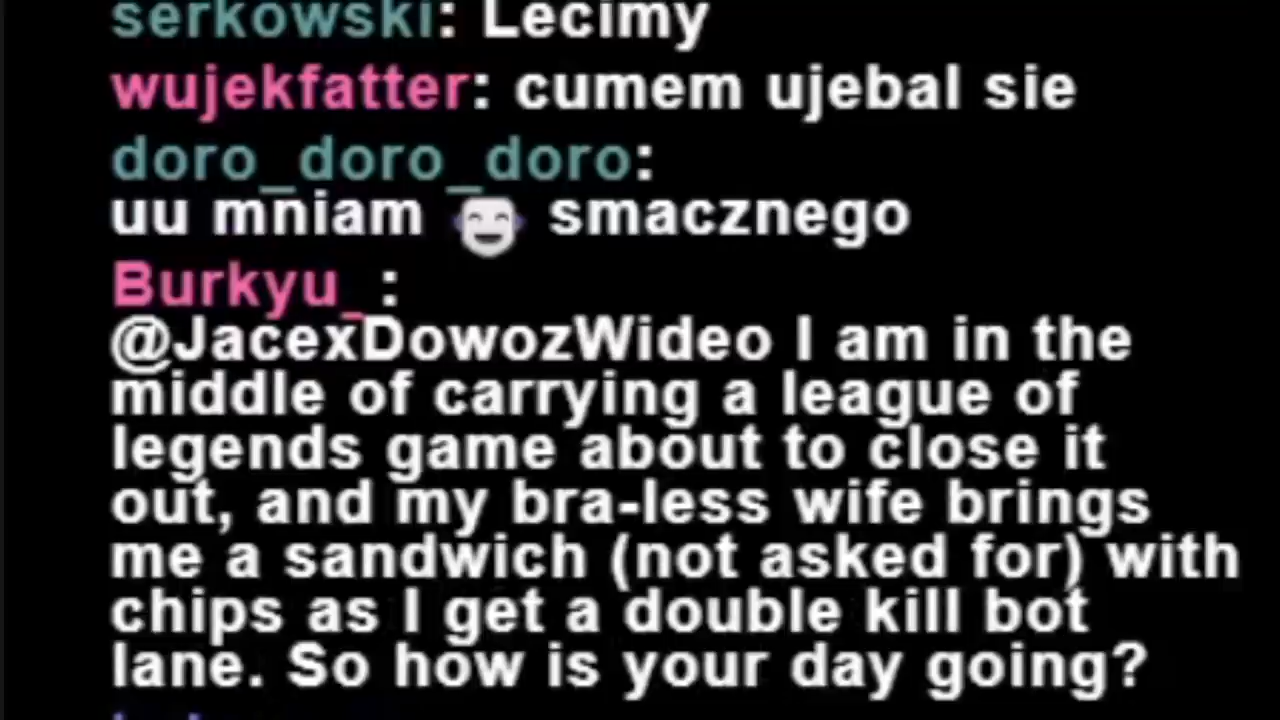 serkowski: Lecimy
wujekfatter: cumem ujebal sie
doro_doro_doro:
uu mniam smacznego
Burkyu_ :
@JacexDowozWideo I am in the
middle of carrying a league of
legends game about to close it
out, and my bra-less wife brings
me a sandwich (not asked for) with
chips as I get a double kill bot
lane. So how is your day going?